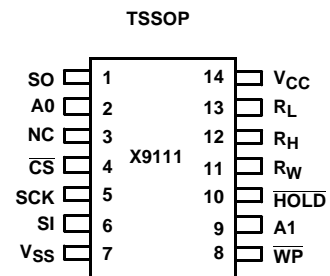 TSSOP
SO 1 14 VCC
A0 2 13 RL
NC 3 12 RH
CS 4 X9111 11 RW
SCK 5 10 HOLD
SI 6 9 A1
VSS 7 8 WP